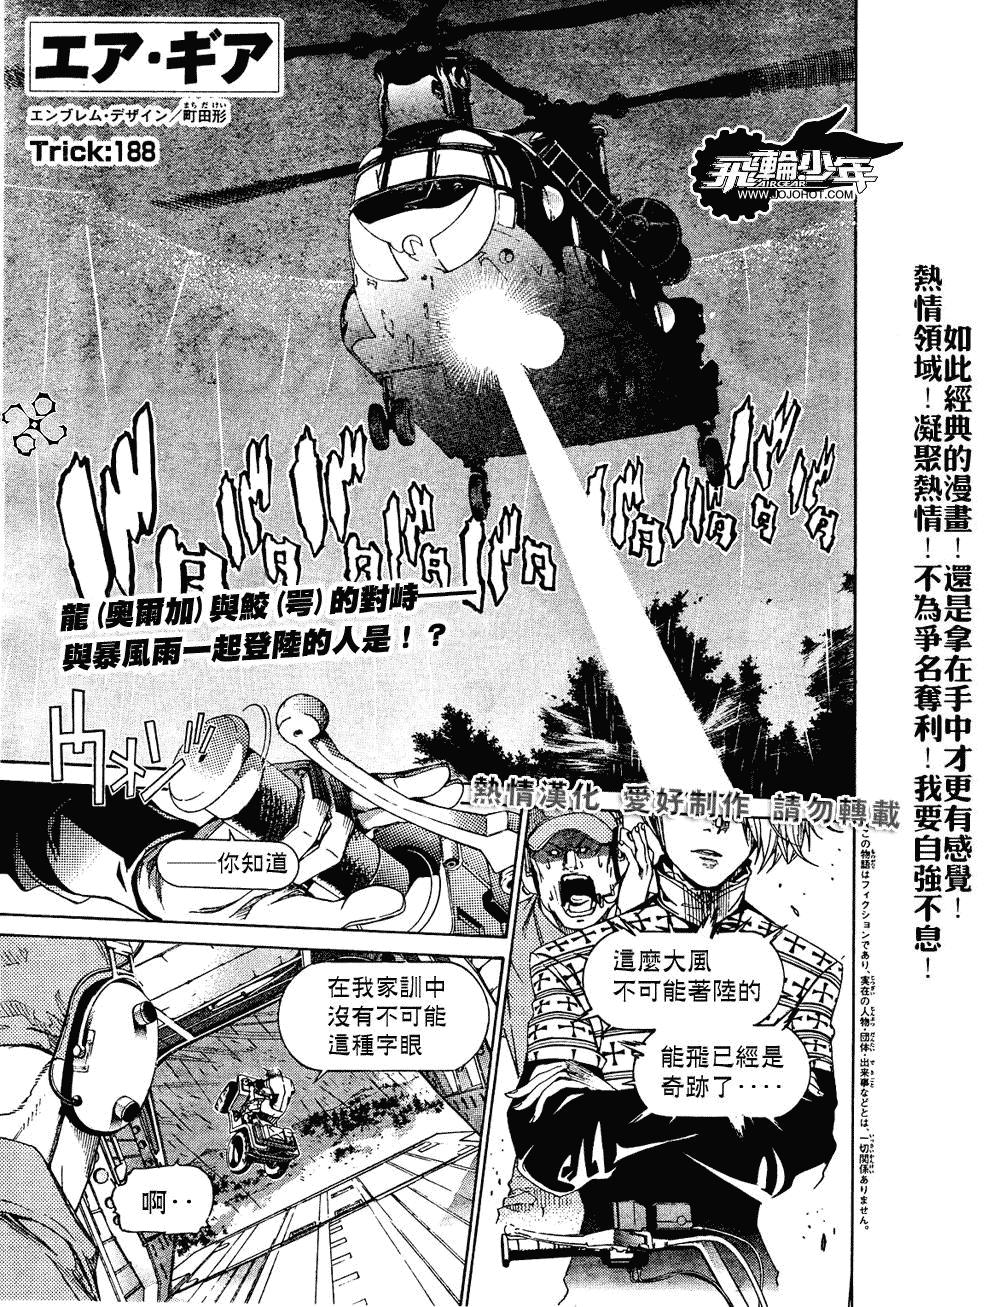 エア・ギア
エンブレム・デザイン／町田形
まちだけい
Trick:188
飛輪少年
AIRGEAR
WWW.JOJOHOT.COM
如此經典的漫畫！還是拿在手中才更有感覺！
熱情領域！凝聚熱情！不為爭名奪利！我要自強不息！
龍（奧爾加）與鮫（咢）的對峙——
與暴風雨一起登陸的人是！？
熱情漢化 愛好制作 請勿轉載
この物語はフィクションであり、実在の人物・団体・出来事などとは、一切関係ありません。
這麼大風
不可能著陸的
能飛已經是
奇跡了‥‥
——你知道
在我家訓中
沒有不可能
這種字眼
啊‥